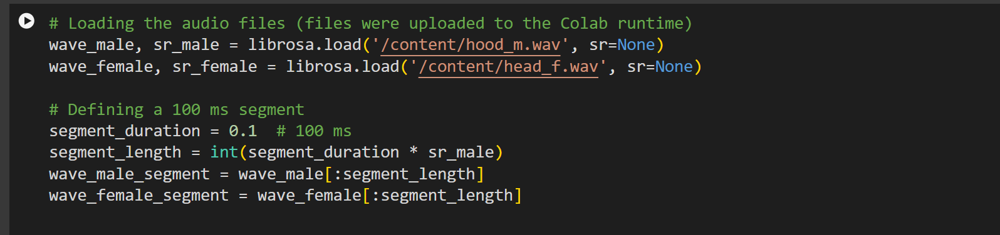 # Loading the audio files (files were uploaded to the Colab runtime)
wave_male, sr_male = librosa.load('/content/hood_m.wav', sr=None)
wave_female, sr_female = librosa.load('/content/head_f.wav', sr=None)
# Defining a 100 ms segment
segment_duration = 0.1  # 100 ms
segment_length = int(segment_duration * sr_male)
wave_male_segment = wave_male[:segment_length]
wave_female_segment = wave_female[:segment_length]